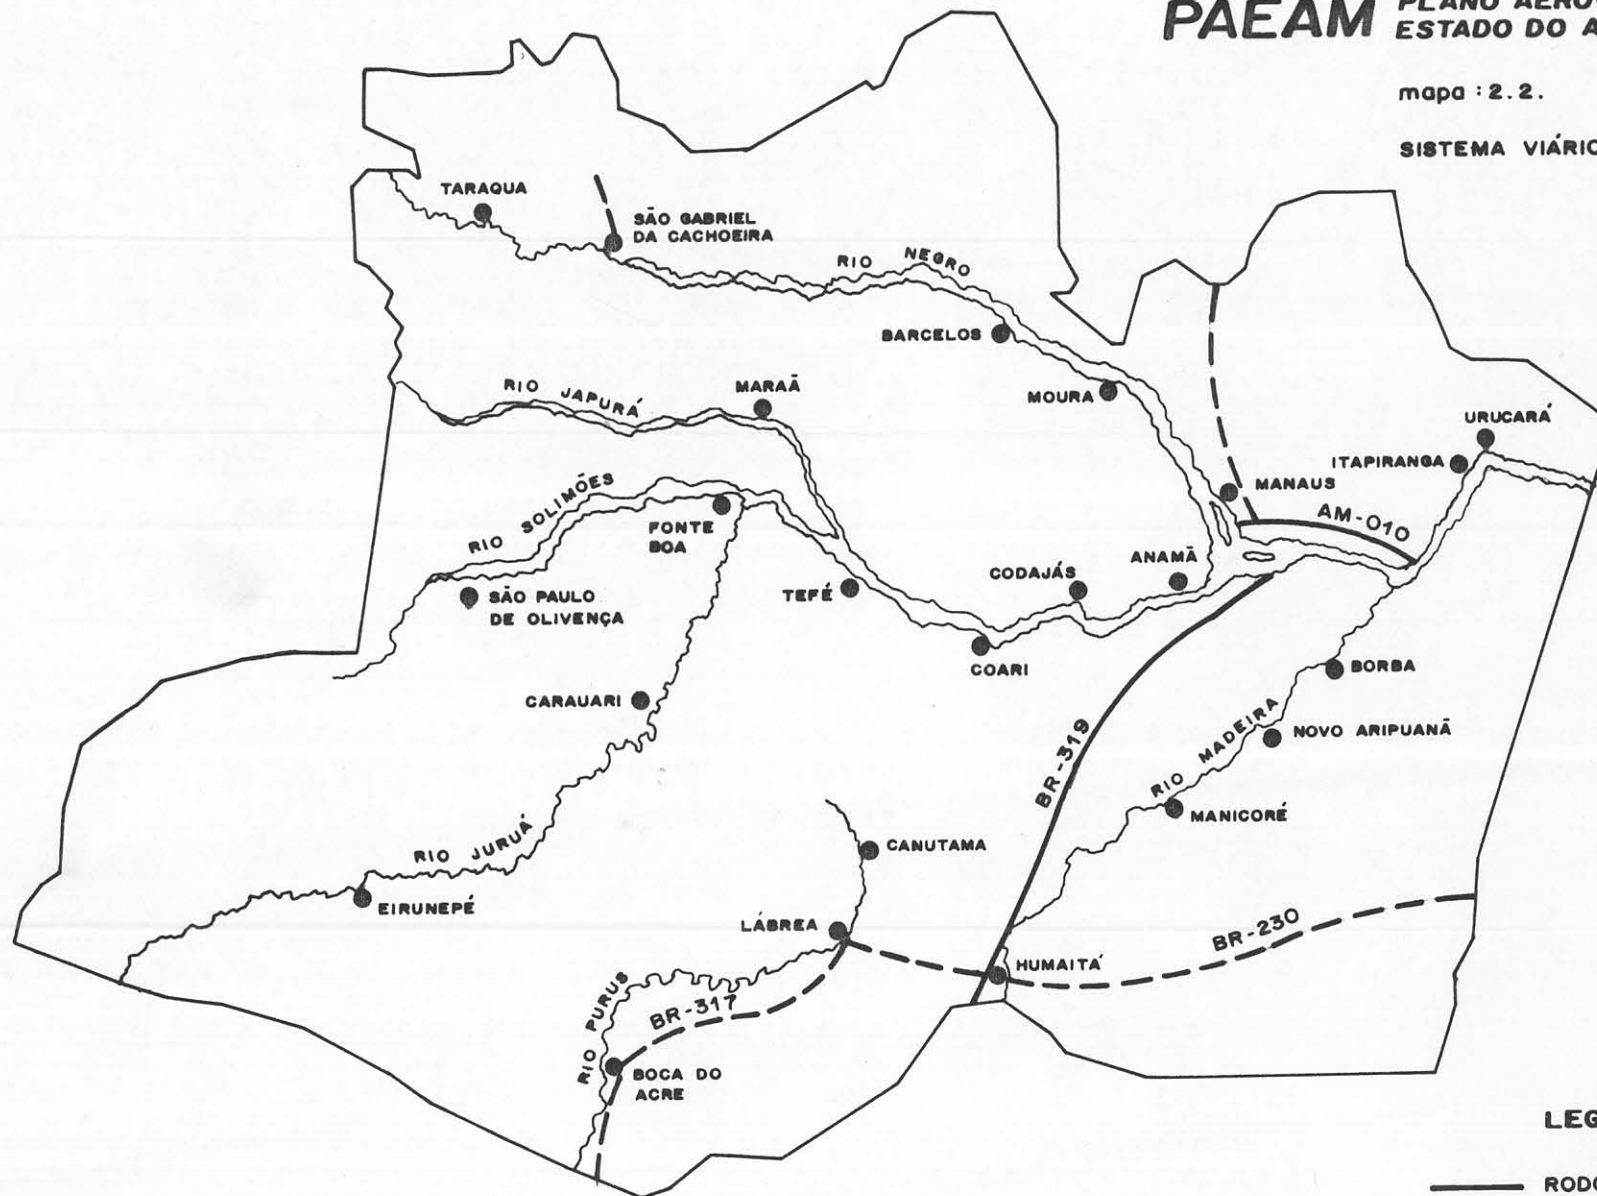 PAEAM
ESTADO DO
mapa : 2.2.
SISTEMA
TARAQUA
SÃO GABRIEL
DA CACHOEIRA
RIO NEGRO
BARCELOS
RIO JAPURÁ
MARAÃ
MOURA
URUCARÁ
ITAPIRANGA
MANAUS
RIO SOLIMÕES
FONTE
BOA
AM-010
ANAMÃ
CODAJÁS
TEFÉ
SÃO PAULO
DE OLIVENÇA
COARI
BORBA
CARAUARI
NOVO ARIPUANÃ
RIO MADEIRA
BR-319
MANICORÉ
RIO JURUÁ
CANUTAMA
EIRUNEPÉ
LÁBREA
BR-230
HUMAITÁ
RIO PURUS
BR-317
BOCA DO
ACRE